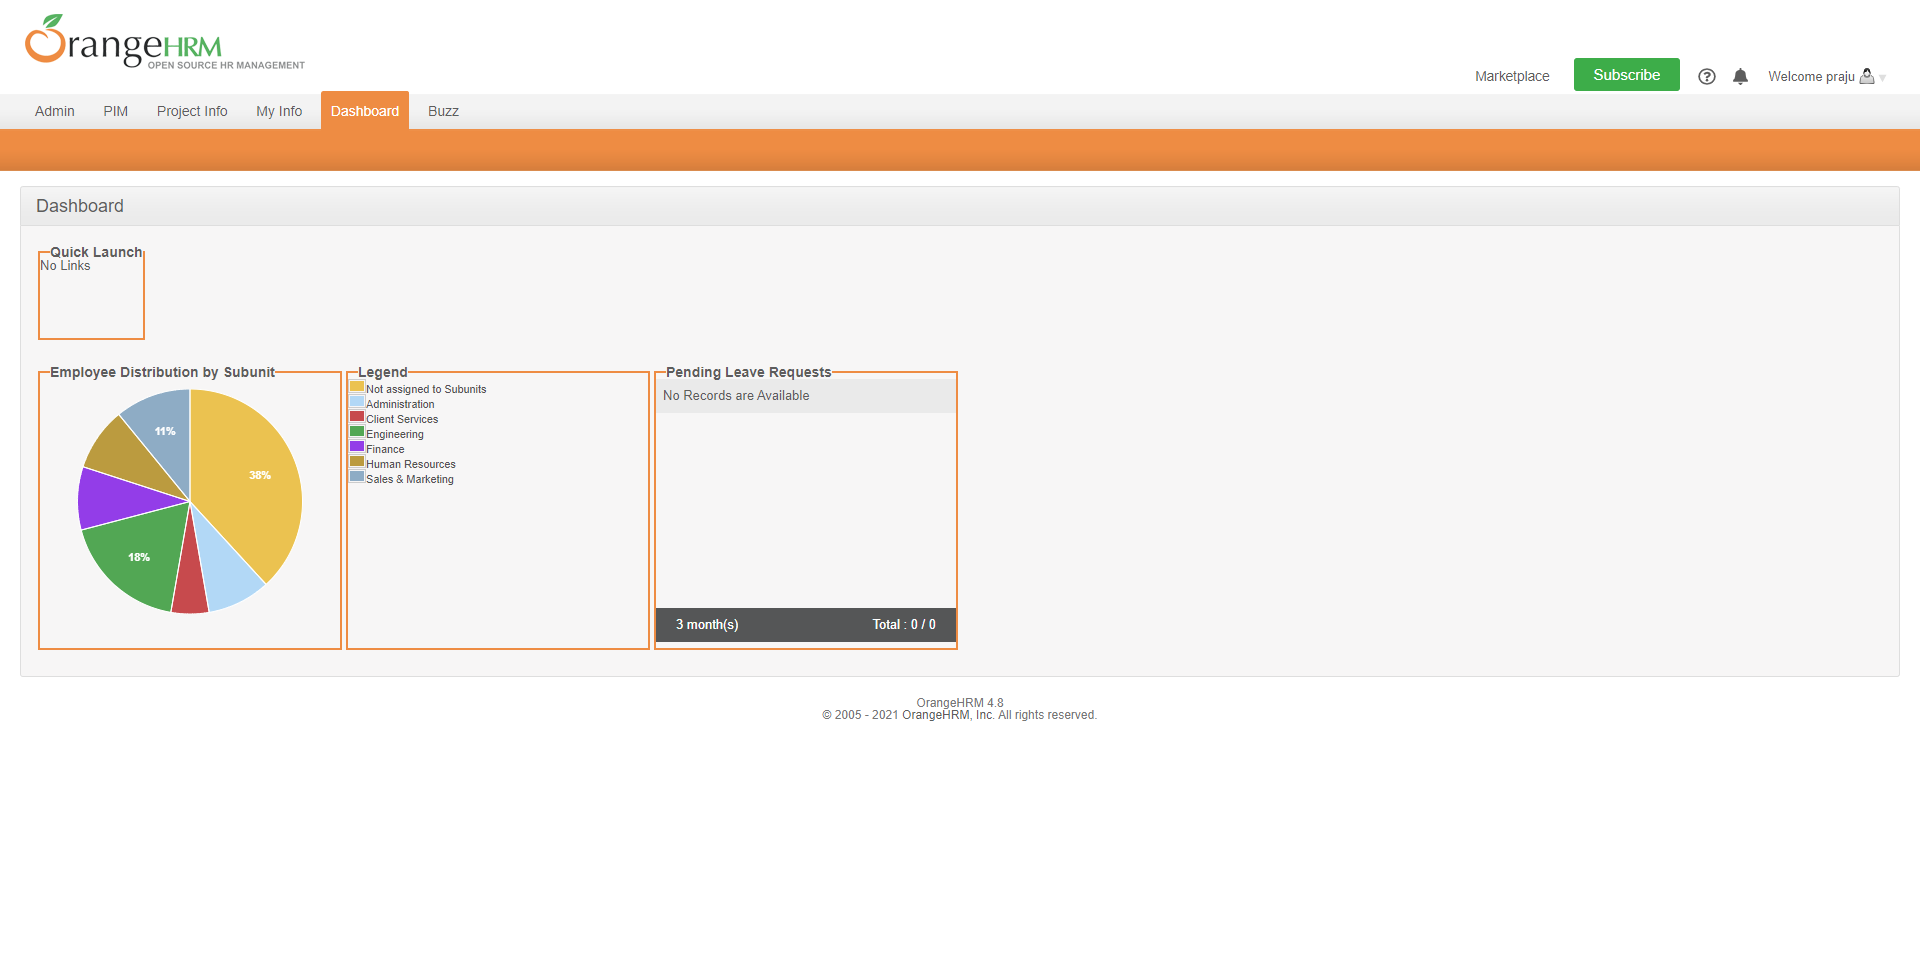 OrangeHRM
OPEN SOURCE HR MANAGEMENT
Marketplace
Subscribe
?
Welcome praju
Admin
PIM
Project Info
My Info
Dashboard
Buzz
Dashboard
Quick Launch
No Links
Employee Distribution by Subunit
11%
38%
18%
Legend
Not assigned to Subunits
Administration
Client Services
Engineering
Finance
Human Resources
Sales & Marketing
Pending Leave Requests
No Records are Available
3 month(s)
Total : 0 / 0
OrangeHRM 4.8
© 2005 - 2021 OrangeHRM, Inc. All rights reserved.